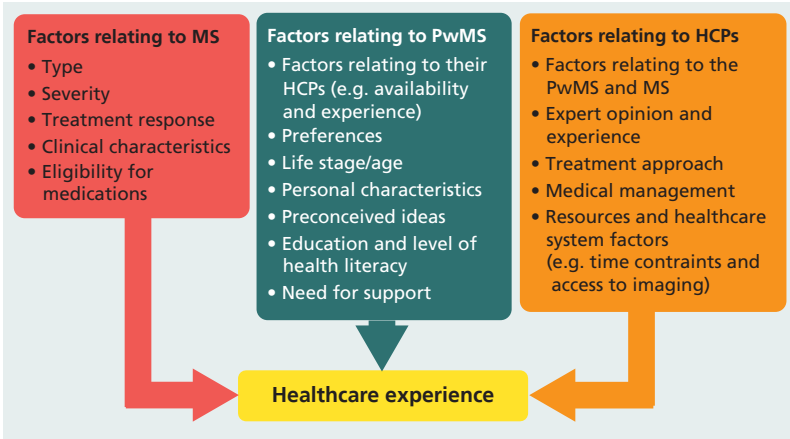 Factors relating to MS
• Type
• Severity
• Treatment response
• Clinical characteristics
• Eligibility for
medications
Factors relating to PwMS
• Factors relating to their
HCPs (e.g. availability
and experience)
• Preferences
• Life stage/age
• Personal characteristics
• Preconceived ideas
• Education and level of
health literacy
• Need for support
Factors relating to HCPs
• Factors relating to the
PwMS and MS
• Expert opinion and
experience
• Treatment approach
• Medical management
• Resources and healthcare
system factors
(e.g. time contraints and
access to imaging)
Healthcare experience